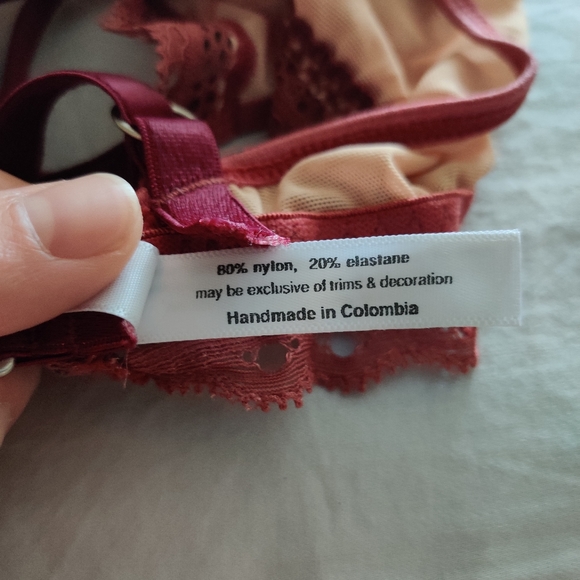 80% nylon, 20% elastane
may be exclusive of trims & decoration
Handmade in Colombia